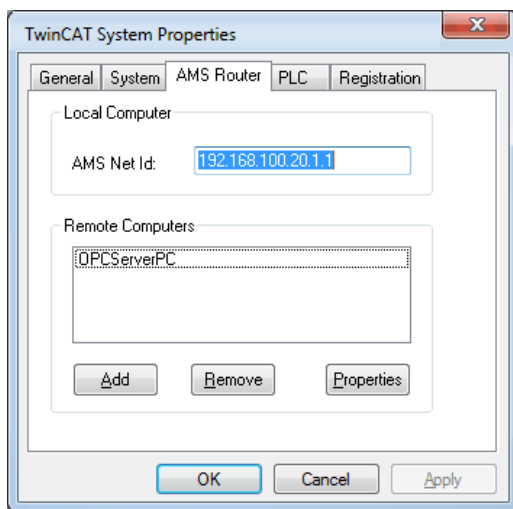 TwinCAT System Properties
General System AMS Router PLC Registration
Local Computer
AMS Net Id: 192.168.100.20.1.1
Remote Computers
OPCServerPC
Add Remove Properties
OK Cancel Apply